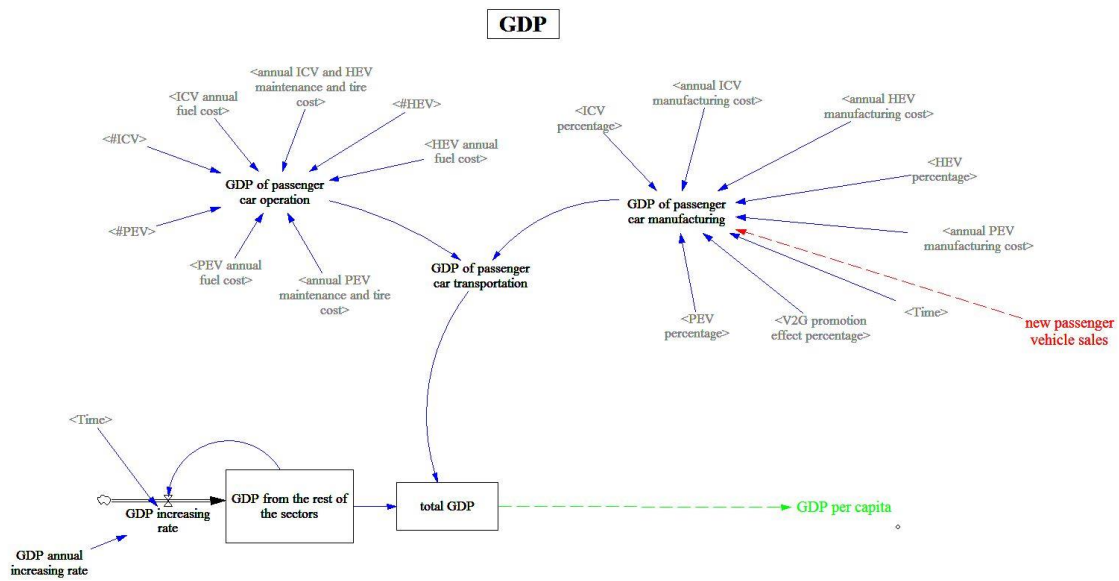 GDP
<annual ICV and HEV
maintenance and tire
cost>
<ICV annual
fuel cost>
<#HEV>
<#ICV>
<HEV annual
fuel cost>
GDP of passenger
car operation
<#PEV>
<PEV annual
fuel cost>
<annual PEV
maintenance and tire
cost>
<annual ICV
manufacturing cost>
<ICV
percentage>
<annual HEV
manufacturing cost>
<HEV
percentage>
GDP of passenger
car manufacturing
<annual PEV
manufacturing cost>
GDP of passenger
car transportation
<PEV
percentage>
<V2G promotion
effect percentage>
<Time>
new passenger
vehicle sales
<Time>
GDP increasing
rate
GDP from the rest of
the sectors
total GDP
GDP per capita
GDP annual
increasing rate